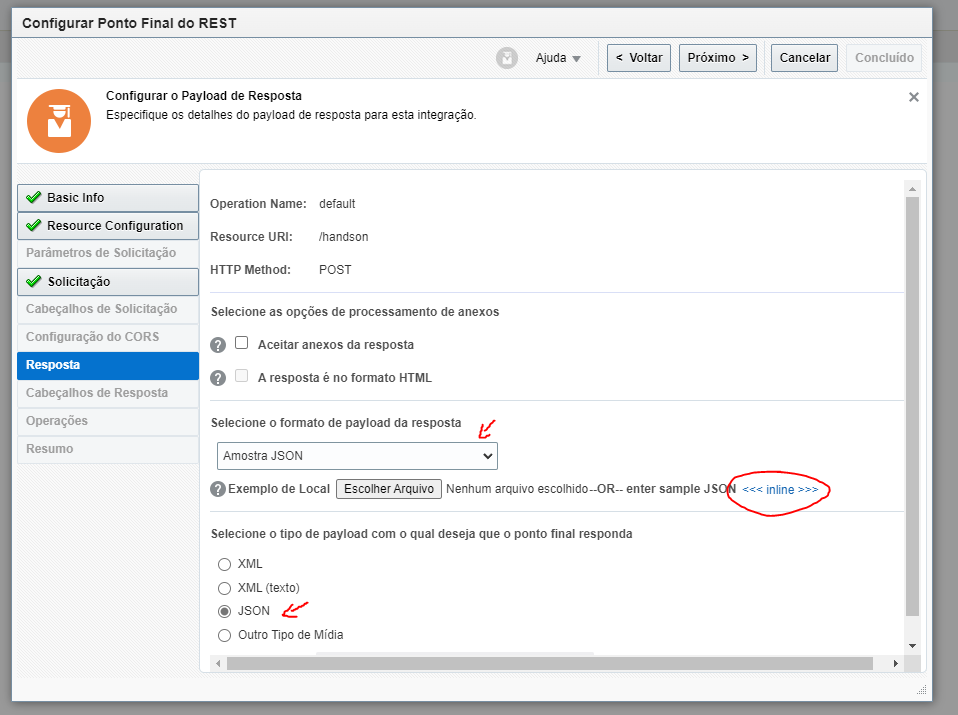 Configurar Ponto Final do REST
Ajuda
< Voltar
Próximo >
Cancelar
Concluído
Configurar o Payload de Resposta
Especifique os detalhes do payload de resposta para esta integração.
Basic Info
Resource Configuration
Parâmetros de Solicitação
Solicitação
Cabeçalhos de Solicitação
Configuração do CORS
Resposta
Cabeçalhos de Resposta
Operações
Resumo
Operation Name: default
Resource URI: /handson
HTTP Method: POST
Selecione as opções de processamento de anexos
? Aceitar anexos da resposta
? A resposta é no formato HTML
Selecione o formato de payload da resposta
Amostra JSON
? Exemplo de Local Escolher Arquivo Nenhum arquivo escolhido--OR-- enter sample JSON <<< inline >>>
Selecione o tipo de payload com o qual deseja que o ponto final responda
XML
XML (texto)
JSON
Outro Tipo de Mídia